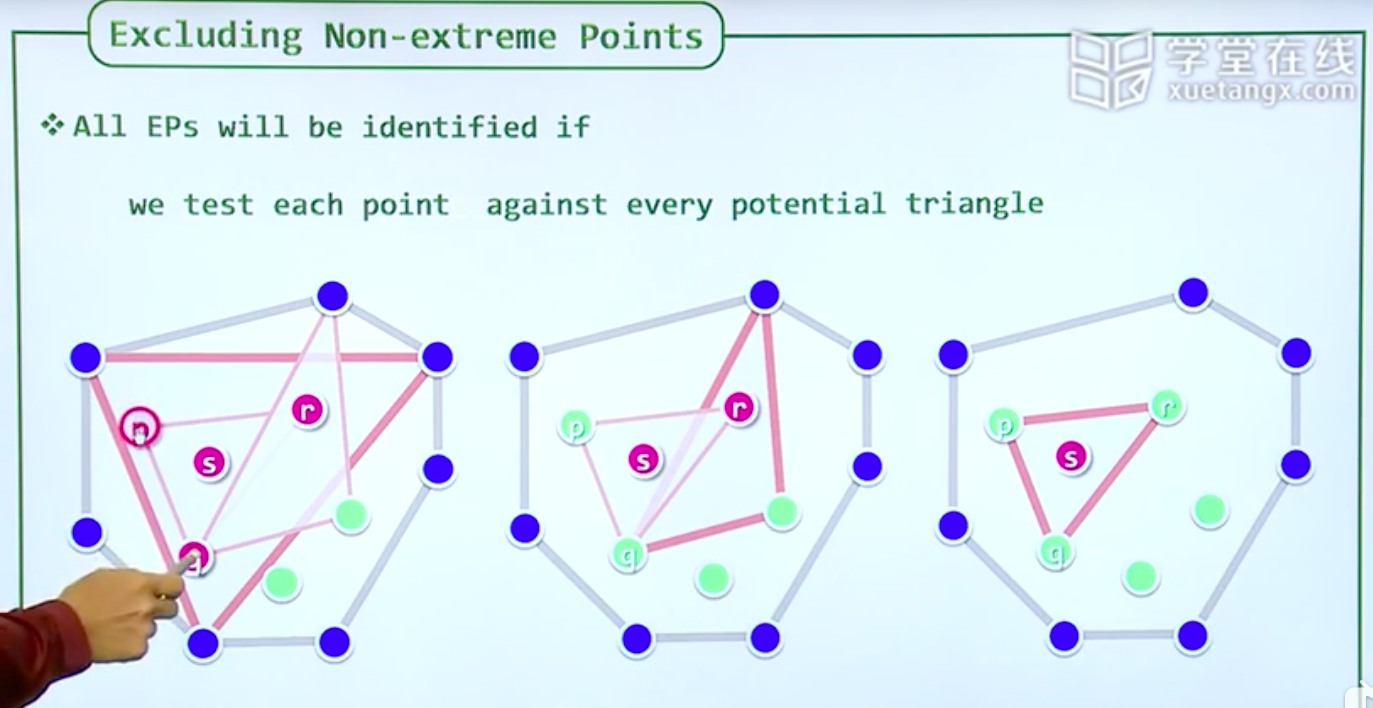 Excluding Non-extreme Points
学堂在线
xuetangx.com
All EPs will be identified if
we test each point against every potential triangle
p
r
s
q
p
r
s
q
p
r
s
q